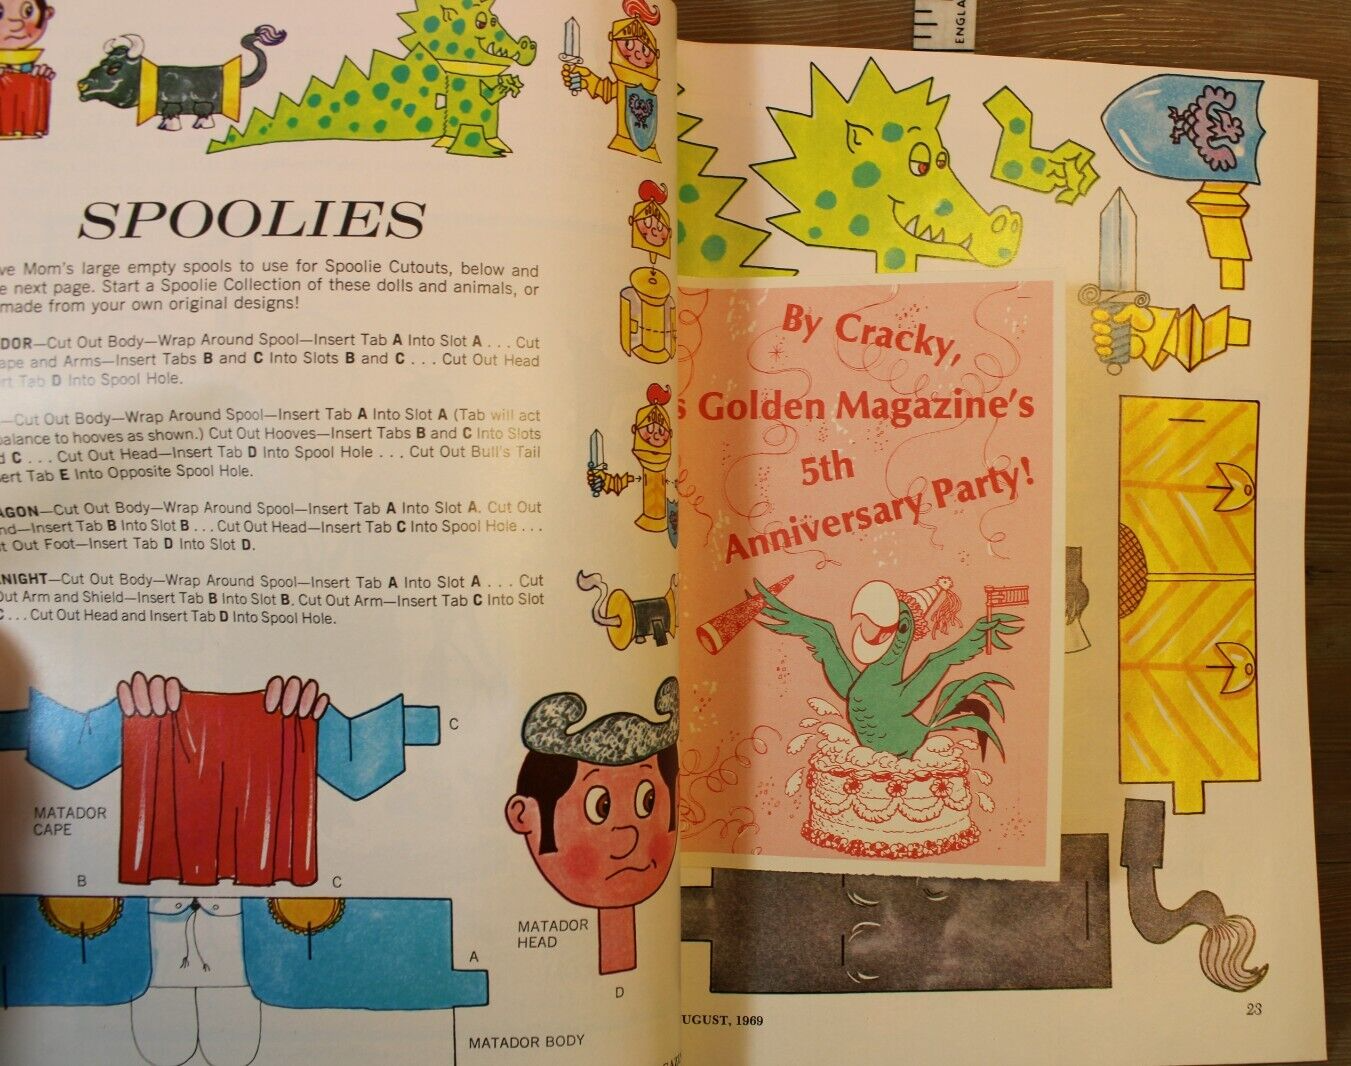 SPOOLIES
ve Mom's large empty spools to use for Spoolie Cutouts, below and
e next page. Start a Spoolie Collection of these dolls and animals, or
made from your own original designs!
DOR—Cut Out Body—Wrap Around Spool—Insert Tab A Into Slot A . . . Cut
ape and Arms—Insert Tabs B and C Into Slots B and C . . . Cut Out Head
rt Tab D Into Spool Hole.
—Cut Out Body—Wrap Around Spool—Insert Tab A Into Slot A (Tab will act
balance to hooves as shown.) Cut Out Hooves—Insert Tabs B and C Into Slots
d C . . . Cut Out Head—Insert Tab D Into Spool Hole . . . Cut Out Bull's Tail
sert Tab E Into Opposite Spool Hole.
AGON—Cut Out Body—Wrap Around Spool—Insert Tab A Into Slot A. Cut Out
nd—Insert Tab B Into Slot B . . . Cut Out Head—Insert Tab C Into Spool Hole . . .
t Out Foot—Insert Tab D Into Slot D.
NIGHT—Cut Out Body—Wrap Around Spool—Insert Tab A Into Slot A . . . Cut
Out Arm and Shield—Insert Tab B Into Slot B. Cut Out Arm—Insert Tab C Into Slot
C . . . Cut Out Head and Insert Tab D Into Spool Hole.
C
MATADOR
CAPE
B
C
MATADOR
HEAD
A
D
MATADOR BODY
ENGLA
By Cracky,
s Golden Magazine's
5th
Anniversary Party!
UGUST, 1969
23